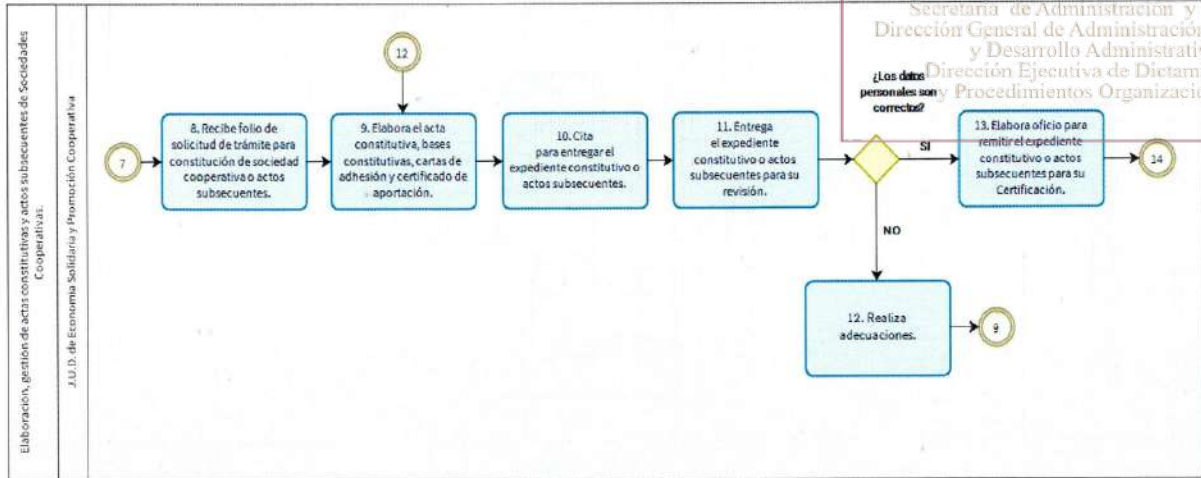 Secretaría de Administración y
Dirección General de Administración
y Desarrollo Administrati
Dirección Ejecutiva de Dictam
y Procedimientos Organizaci
Elaboración, gestión de actas constitutivas y actos subsecuentes de Sociedades
Cooperativas.
J.U.D. de Economía Solidaria y Promoción Cooperativa
12
7
8. Recibe folio de
solicitud de trámite para
constitución de sociedad
cooperativa o actos
subsecuentes.
9. Elabora el acta
constitutiva, bases
constitutivas, cartas de
adhesión y certificado de
aportación.
10. Cita
para entregar el
expediente constitutivo o
actos subsecuentes.
11. Entrega
el expediente
constitutivo o actos
subsecuentes para su
revisión.
¿Los datos
personales son
correctos?
SI
13. Elabora oficio para
remitir el expediente
constitutivo o actos
subsecuentes para su
Certificación.
14
NO
12. Realiza
adecuaciones.
9